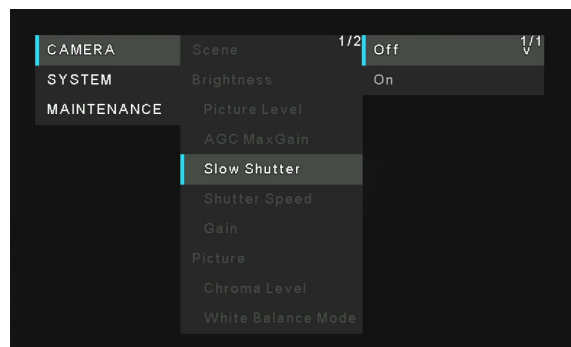 CAMERA
SYSTEM
MAINTENANCE
1/2
Scene
Brightness
Picture Level
AGC MaxGain
Slow Shutter
Shutter Speed
Gain
Picture
Chroma Level
White Balance Mode
1/1
Off
v
On